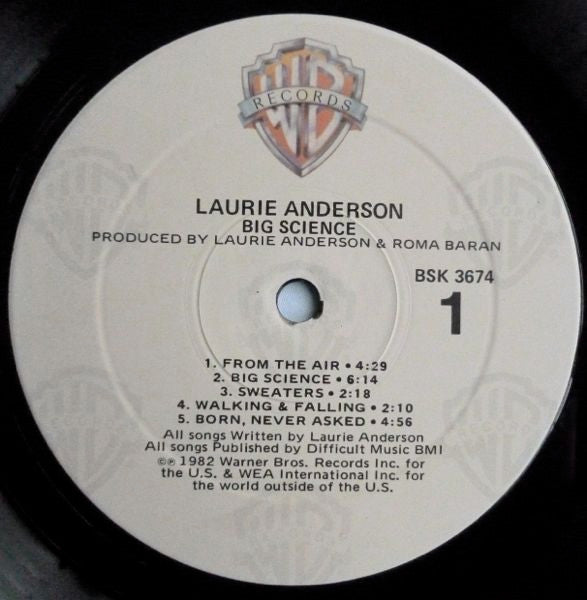 RECORDS
LAURIE ANDERSON
BIG SCIENCE
PRODUCED BY LAURIE ANDERSON & ROMA BARAN
BSK 3674
1
1. FROM THE AIR • 4:29
2. BIG SCIENCE • 6:14
3. SWEATERS • 2:18
4. WALKING & FALLING • 2:10
5. BORN, NEVER ASKED • 4:56
All songs Written by Laurie Anderson
All songs Published by Difficult Music BMI
©℗ 1982 Warner Bros. Records Inc. for
the U.S. & WEA International Inc. for
the world outside of the U.S.